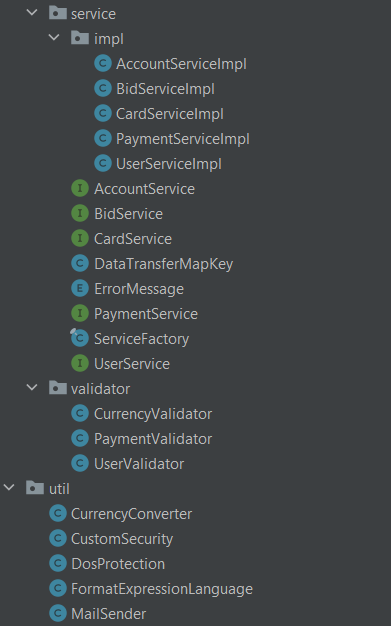 service
impl
C AccountServiceImpl
C BidServiceImpl
C CardServiceImpl
C PaymentServiceImpl
C UserServiceImpl
I AccountService
I BidService
I CardService
C DataTransferMapKey
E ErrorMessage
I PaymentService
C ServiceFactory
I UserService
validator
C CurrencyValidator
C PaymentValidator
C UserValidator
util
C CurrencyConverter
C CustomSecurity
C DosProtection
C FormatExpressionLanguage
C MailSender